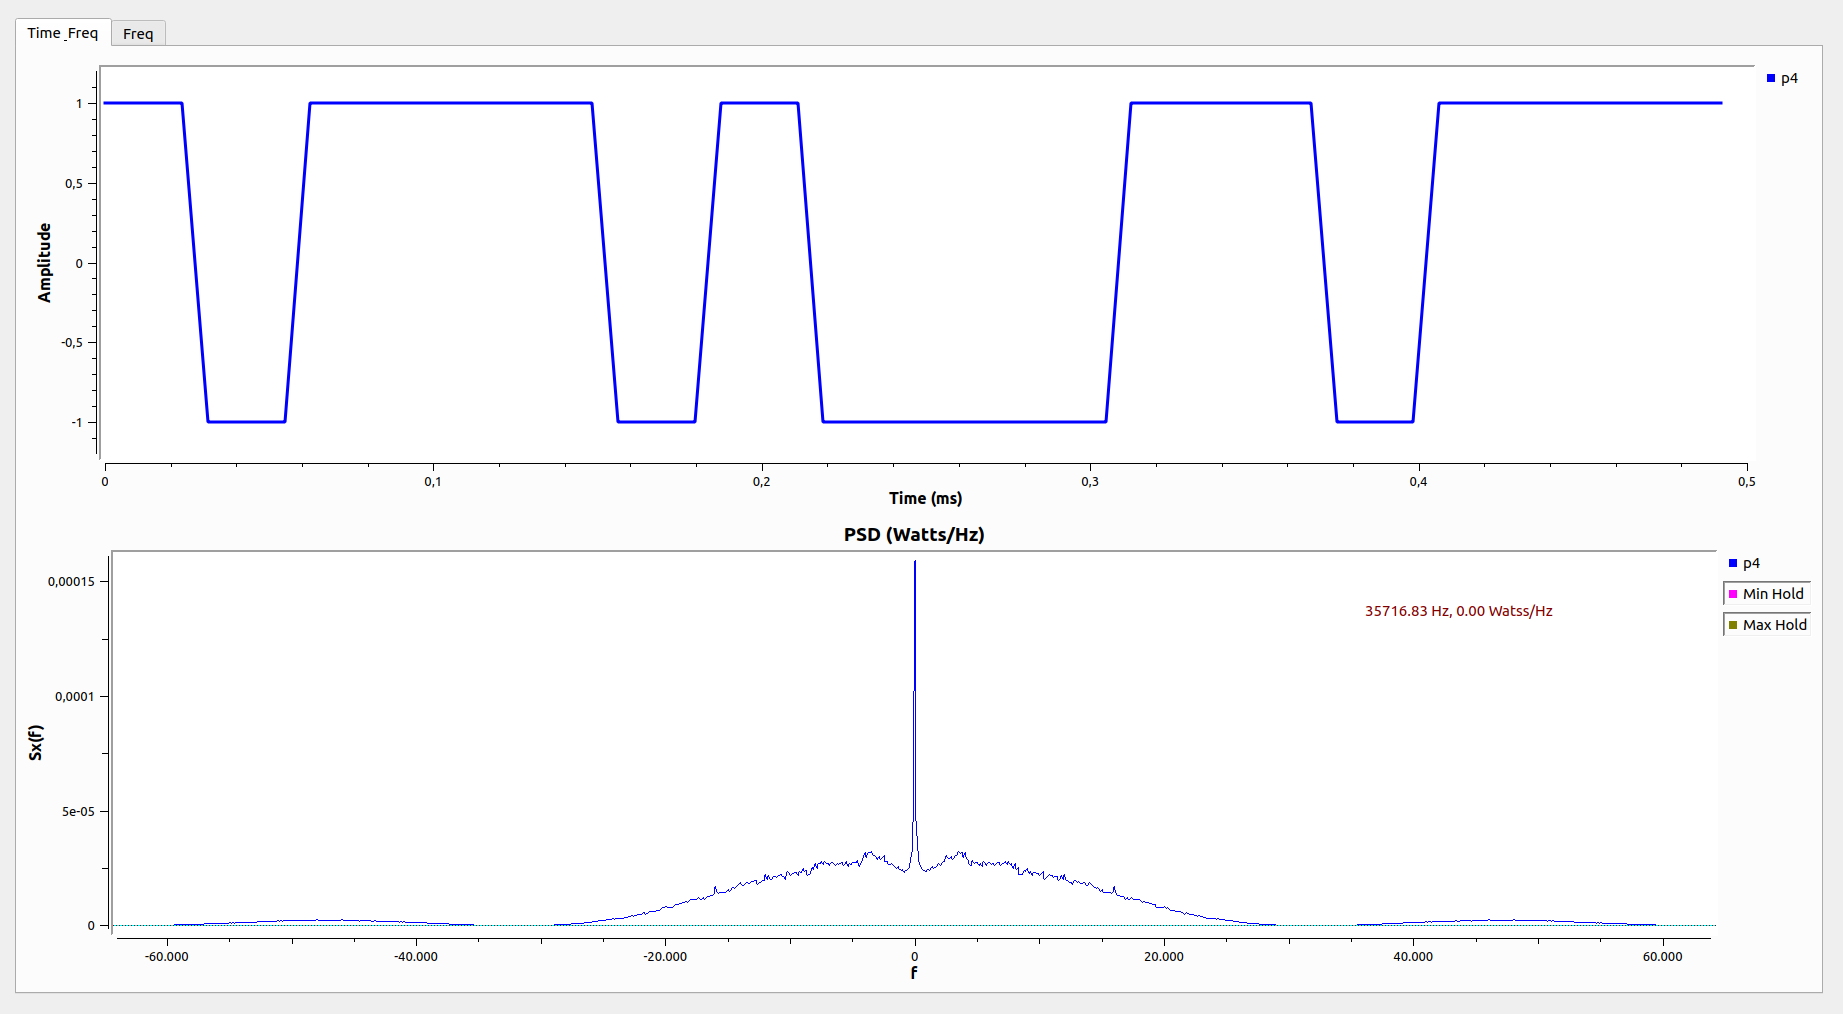 Time_Freq
Freq
p4
1
0,5
0
-0,5
-1
Amplitude
0
0,1
0,2
0,3
0,4
0,5
Time (ms)
PSD (Watts/Hz)
p4
Min Hold
Max Hold
35716.83 Hz, 0.00 Watss/Hz
0,00015
0,0001
5e-05
0
Sx(f)
-60.000
-40.000
-20.000
0
20.000
40.000
60.000
f